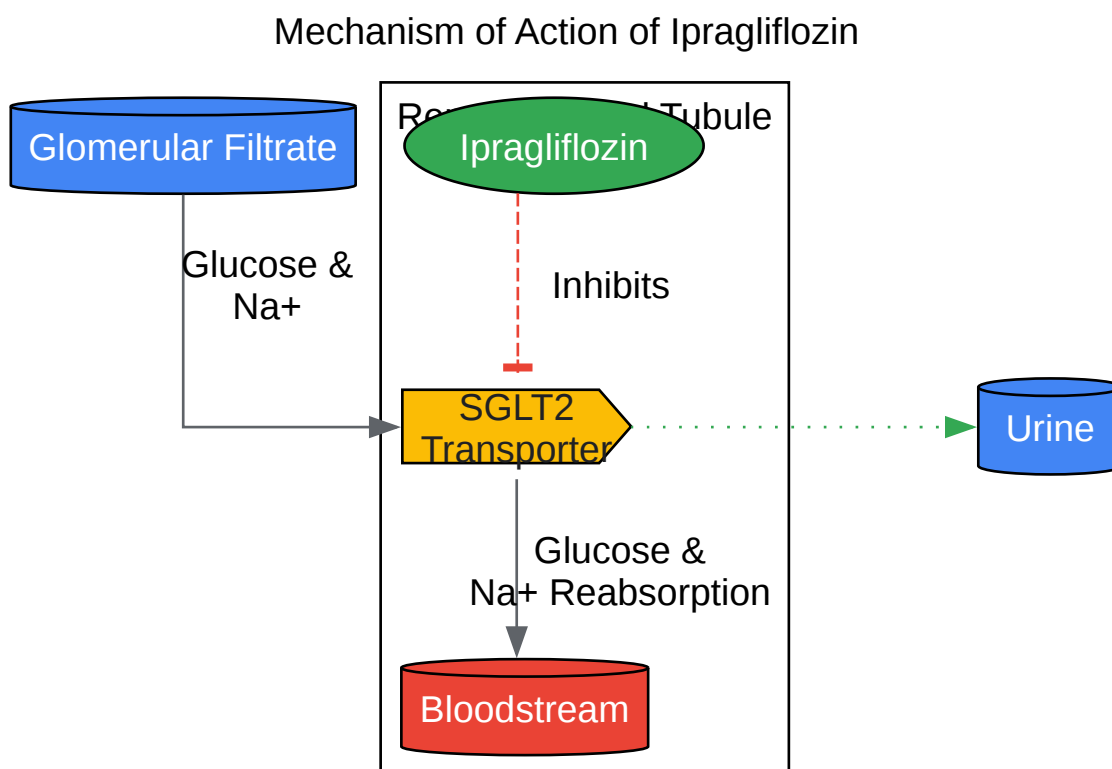 Mechanism of Action of Ipragliflozin
Tubule
Glomerular Filtrate
Ipragliflozin
Glucose &
Na+
Inhibits
SGLT2
Transporter
Urine
Glucose &
Na+ Reabsorption
Bloodstream